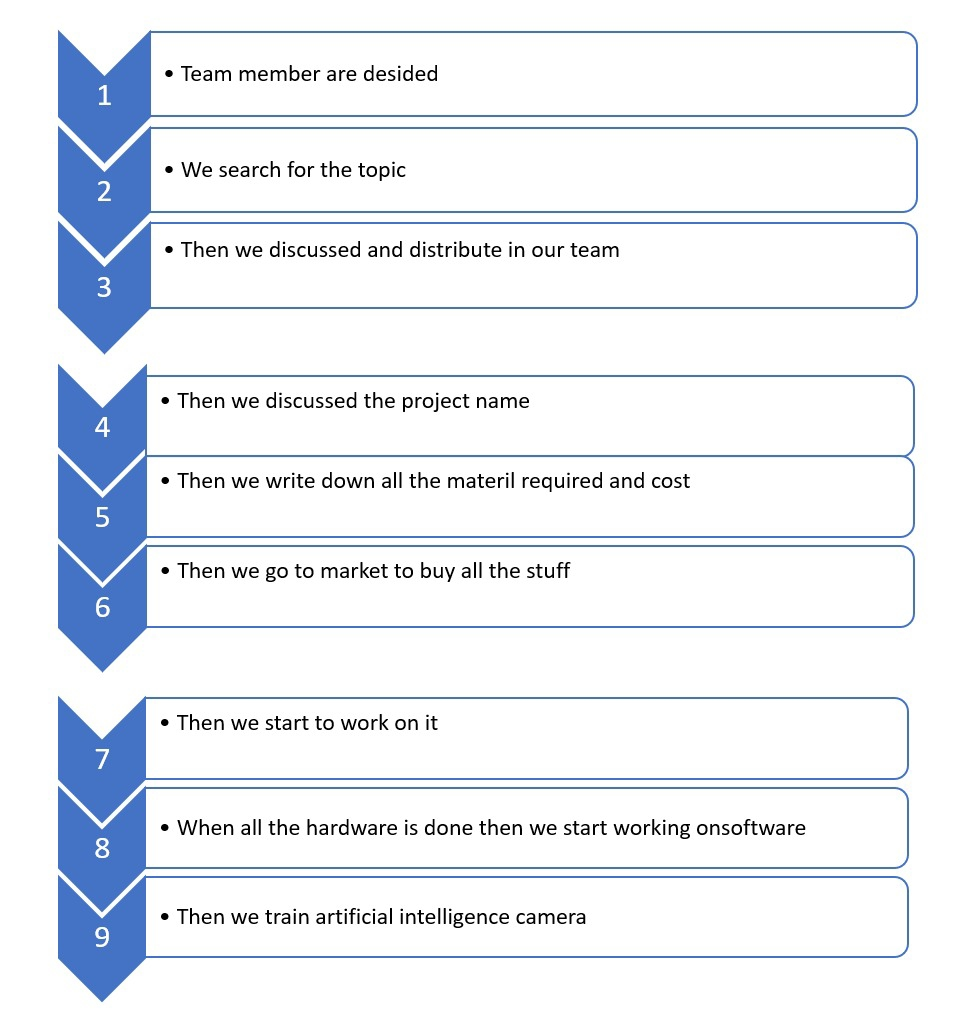 1
• Team member are desided
2
• We search for the topic
3
• Then we discussed and distribute in our team
4
• Then we discussed the project name
5
• Then we write down all the materil required and cost
6
• Then we go to market to buy all the stuff
7
• Then we start to work on it
8
• When all the hardware is done then we start working onsoftware
9
• Then we train artificial intelligence camera